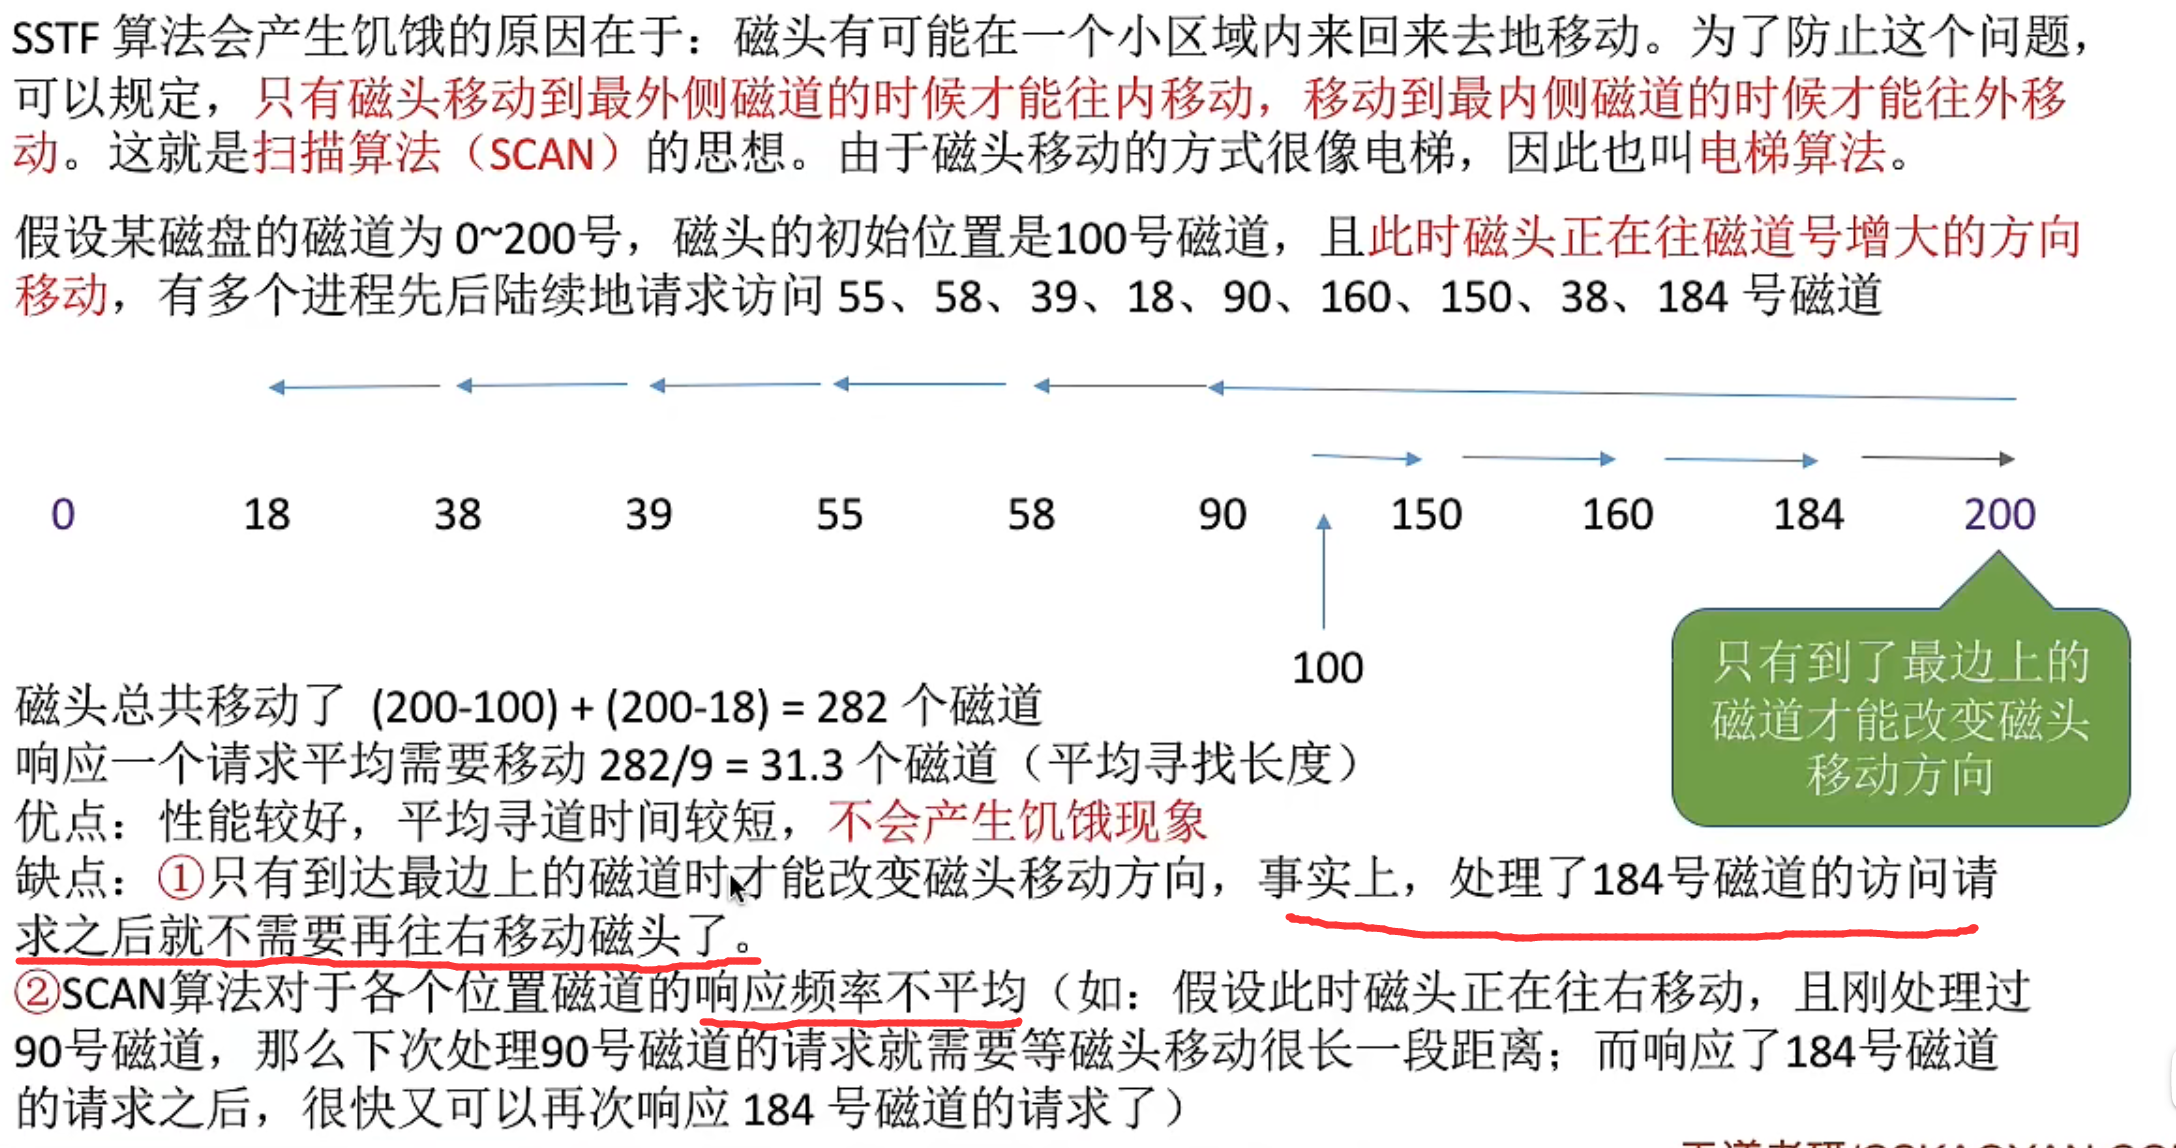 SSTF 算法会产生饥饿的原因在于：磁头有可能在一个小区域内来回来去地移动。为了防止这个问题，
可以规定，只有磁头移动到最外侧磁道的时候才能往内移动，移动到最内侧磁道的时候才能往外移
动。这就是扫描算法（SCAN）的思想。由于磁头移动的方式很像电梯，因此也叫电梯算法。
假设某磁盘的磁道为 0~200号，磁头的初始位置是100号磁道，且此时磁头正在往磁道号增大的方向
移动，有多个进程先后陆续地请求访问 55、58、39、18、90、160、150、38、184 号磁道
0 18 38 39 55 58 90 150 160 184 200
100
只有到了最边上的
磁道才能改变磁头
移动方向
磁头总共移动了 (200-100) + (200-18) = 282 个磁道
响应一个请求平均需要移动 282/9 = 31.3 个磁道（平均寻找长度）
优点：性能较好，平均寻道时间较短，不会产生饥饿现象
缺点：①只有到达最边上的磁道时才能改变磁头移动方向，事实上，处理了184号磁道的访问请
求之后就不需要再往右移动磁头了。
②SCAN算法对于各个位置磁道的响应频率不平均（如：假设此时磁头正在往右移动，且刚处理过
90号磁道，那么下次处理90号磁道的请求就需要等磁头移动很长一段距离；而响应了184号磁道
的请求之后，很快又可以再次响应 184 号磁道的请求了）